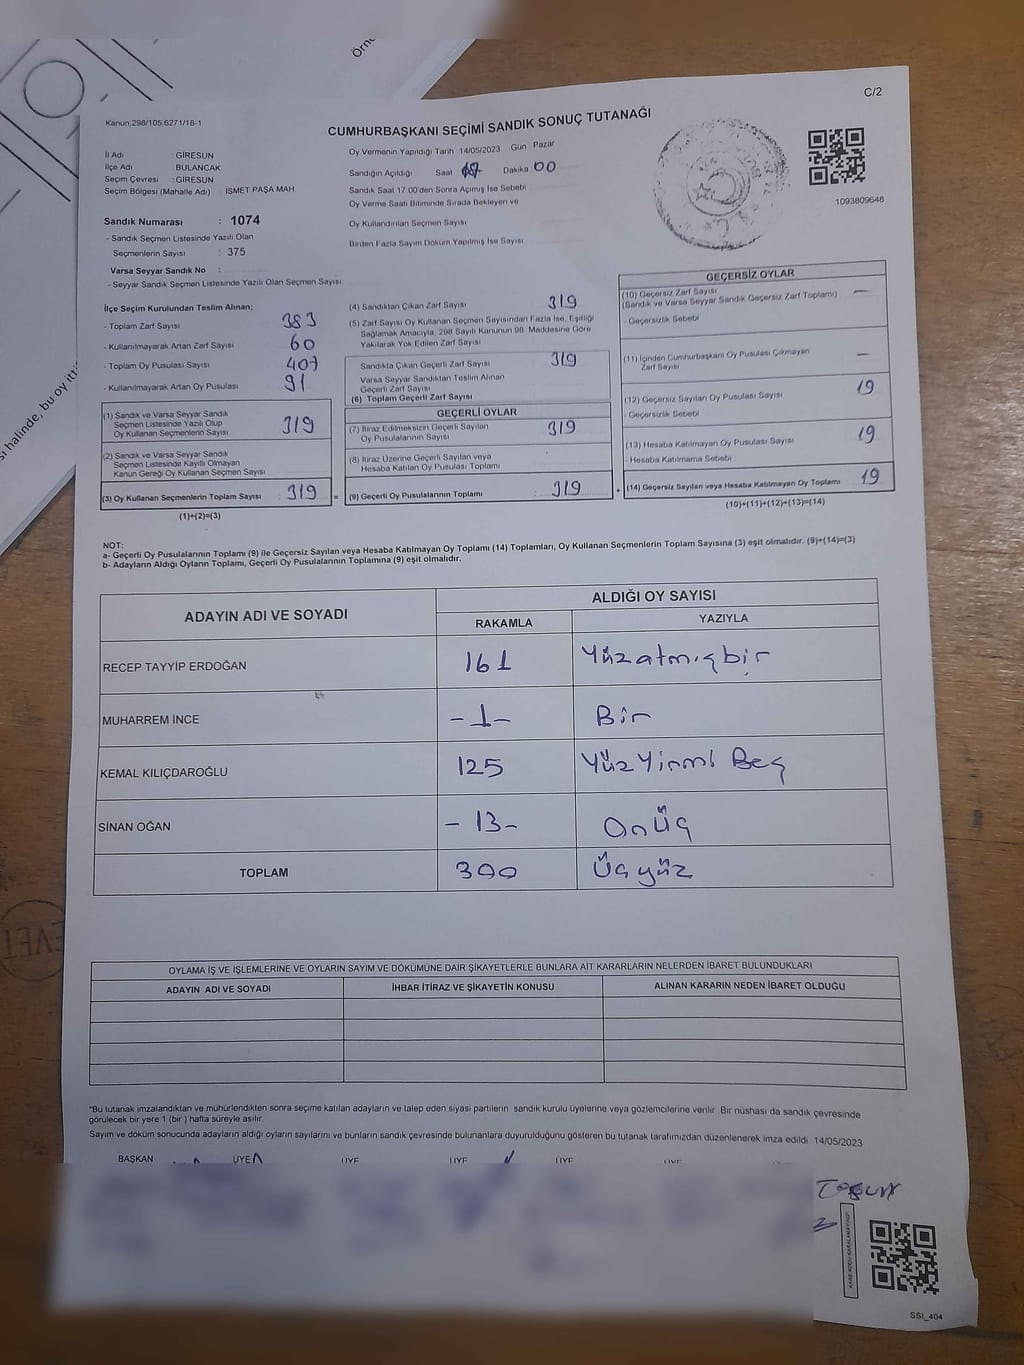 Örne
C/2
Kanun 298/105;6271/18-1
CUMHURBAŞKANI SEÇİMİ SANDIK SONUÇ TUTANAĞI
İl Adı : GİRESUN
İlçe Adı : BULANCAK
Seçim Çevresi : GİRESUN
Seçim Bölgesi (Mahalle Adı) : İSMET PAŞA MAH
Sandık Numarası : 1074
- Sandık Seçmen Listesinde Yazılı Olan
Seçmenlerin Sayısı : 375
Varsa Seyyar Sandık No :
- Seyyar Sandık Seçmen Listesinde Yazılı Olan Seçmen Sayısı
Oy Vermenin Yapıldığı Tarih : 14/05/2023 Gün : Pazar
Sandığın Açıldığı Saat : 17 Dakika 00
Sandık Saat 17:00'den Sonra Açımış İse Sebebi
Oy Verme Saati Bitiminde Sırada Bekleyen ve
Oy Kullandırılan Seçmen Sayısı
Birden Fazla Sayım Döküm Yapılmış İse Sayısı
1093809648
İlçe Seçim Kurulundan Teslim Alınan;
- Toplam Zarf Sayısı 383
- Kullanılmayarak Artan Zarf Sayısı 60
- Toplam Oy Pusulası Sayısı 407
- Kullanılmayarak Artan Oy Pusulası 91
(1) Sandık ve Varsa Seyyar Sandık
Seçmen Listesinde Yazılı Olup
Oy Kullanan Seçmenlerin Sayısı 319
(2) Sandık ve Varsa Seyyar Sandık
Seçmen Listesinde Kayıtlı Olmayan
Kanun Gereği Oy Kullanan Seçmen Sayısı
(3) Oy Kullanan Seçmenlerin Toplam Sayısı 319 =
(1)+(2)=(3)
(4) Sandıktan Çıkan Zarf Sayısı 319
(5) Zarf Sayısı Oy Kullanan Seçmen Sayısından Fazla İse, Eşitliği
Sağlamak Amacıyla, 298 Sayılı Kanunun 98. Maddesine Göre
Yakılarak Yok Edilen Zarf Sayısı
Sandıkta Çıkan Geçerli Zarf Sayısı 319
Varsa Seyyar Sandıktan Teslim Alınan
Geçerli Zarf Sayısı
(6) Toplam Geçerli Zarf Sayısı
GEÇERLİ OYLAR
(7) İtiraz Edilmeksizin Geçerli Sayılan
Oy Pusulalarının Sayısı 319
(8) İtiraz Üzerine Geçerli Sayılan veya
Hesaba Katılan Oy Pusulası Toplamı
(9) Geçerli Oy Pusulalarının Toplamı 319 +
GEÇERSİZ OYLAR
(10) Geçersiz Zarf Sayısı —
(Sandık ve Varsa Seyyar Sandık Geçersiz Zarf Toplamı)
- Geçersizlik Sebebi
(11) İçinden Cumhurbaşkanı Oy Pusulası Çıkmayan
Zarf Sayısı —
(12) Geçersiz Sayılan Oy Pusulası Sayısı 19
- Geçersizlik Sebebi
(13) Hesaba Katılmayan Oy Pusulası Sayısı 19
- Hesaba Katılmama Sebebi
(14) Geçersiz Sayılan veya Hesaba Katılmayan Oy Toplamı 19
(10)+(11)+(12)+(13)=(14)
sı halinde, bu oy itti
NOT:
a- Geçerli Oy Pusulalarının Toplamı (9) ile Geçersiz Sayılan veya Hesaba Katılmayan Oy Toplamı (14) Toplamları, Oy Kullanan Seçmenlerin Toplam Sayısına (3) eşit olmalıdır. (9)+(14)=(3)
b- Adayların Aldığı Oyların Toplamı, Geçerli Oy Pusulalarının Toplamına (9) eşit olmalıdır.
ADAYIN ADI VE SOYADI
ALDIĞI OY SAYISI
RAKAMLA YAZIYLA
RECEP TAYYİP ERDOĞAN 161 Yüzatmışbir
MUHARREM İNCE -1- Bir
KEMAL KILIÇDAROĞLU 125 Yüz Yirmi Beş
SİNAN OĞAN -13- Onüç
TOPLAM 300 Üçyüz
EVET
OYLAMA İŞ VE İŞLEMLERİNE VE OYLARIN SAYIM VE DÖKÜMÜNE DAİR ŞİKAYETLERLE BUNLARA AİT KARARLARIN NELERDEN İBARET BULUNDUKLARI
ADAYIN ADI VE SOYADI İHBAR İTİRAZ VE ŞİKAYETİN KONUSU ALINAN KARARIN NEDEN İBARET OLDUĞU
"Bu tutanak imzalandıktan ve mühürlendikten sonra seçime katılan adayların ve talep eden siyasi partilerin sandık kurulu üyelerine veya gözlemcilerine verilir. Bir nüshası da sandık çevresinde
görülecek bir yere 1 (bir) hafta süreyle asılır.
Sayım ve döküm sonucunda adayların aldığı oyların sayılarını ve bunların sandık çevresinde bulunanlara duyurulduğunu gösteren bu tutanak tarafımızdan düzenlenerek imza edildi. 14/05/2023
BAŞKAN ÜYE ÜYE ÜYE ÜYE ÜYE
SSI_404